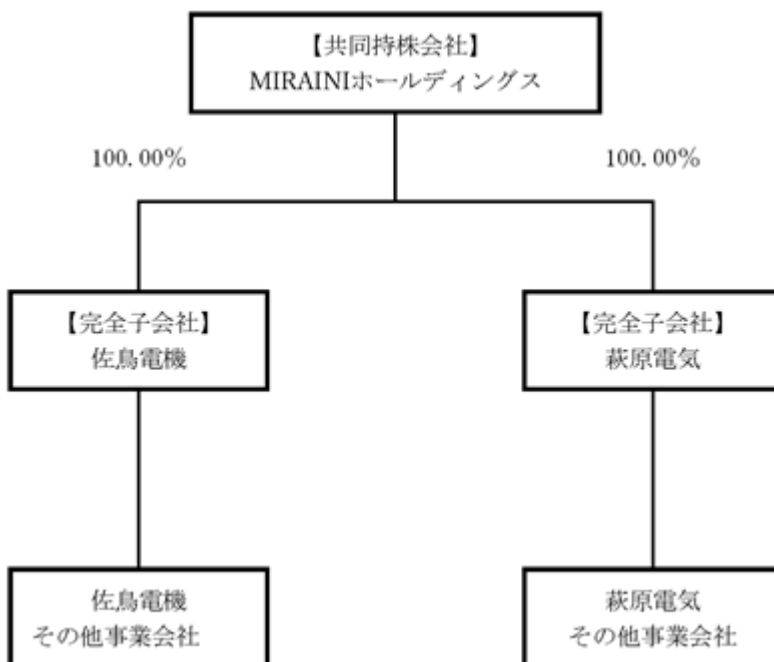 【共同持株会社】
MIRAINIホールディングス
100.00%
100.00%
【完全子会社】
佐鳥電機
【完全子会社】
萩原電気
佐鳥電機
その他事業会社
萩原電気
その他事業会社